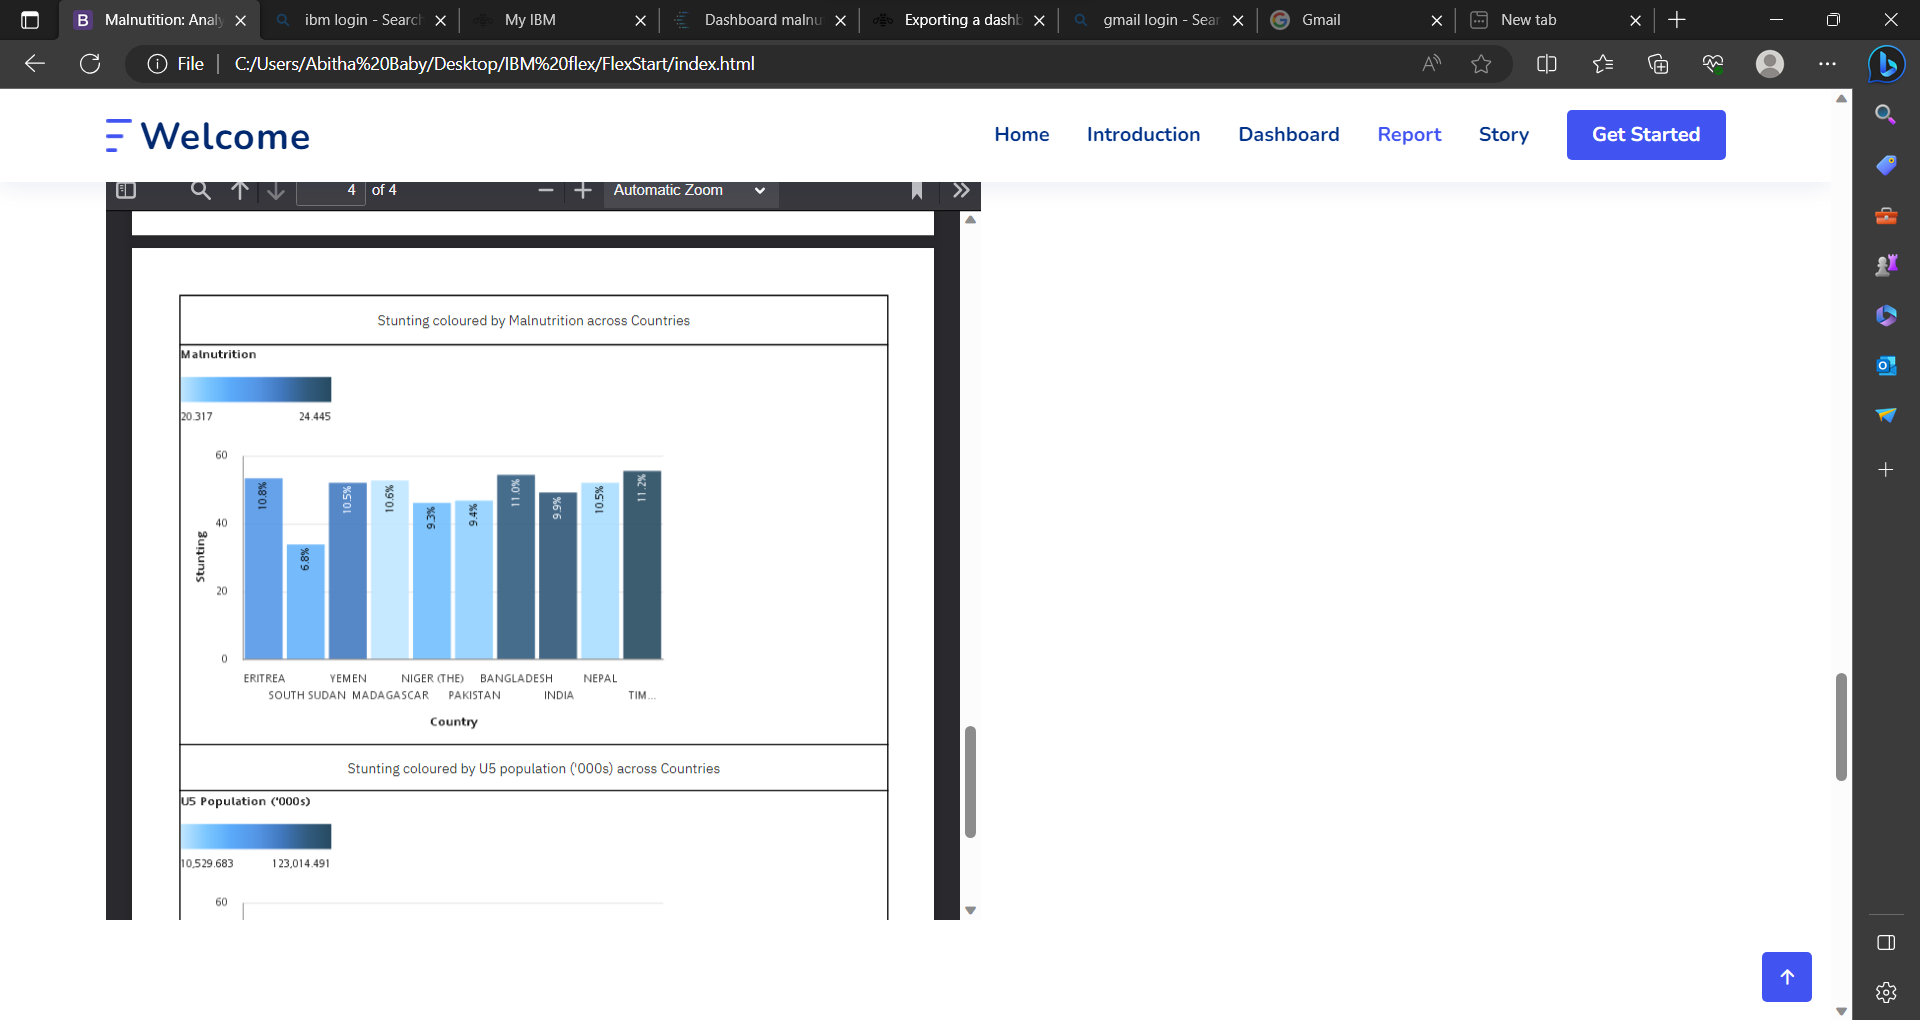 Malnutition: Analy
ibm login - Search
My IBM
Dashboard malnu
Exporting a dashb
gmail login - Sear
Gmail
New tab
File
C:/Users/Abitha%20Baby/Desktop/IBM%20flex/FlexStart/index.html
Welcome
Home
Introduction
Dashboard
Report
Story
Get Started
4 of 4
Automatic Zoom
Stunting coloured by Malnutrition across Countries
Malnutrition
20.317
24.445
60
40
20
0
Stunting
10.8%
6.8%
10.5%
10.6%
9.3%
9.4%
11.0%
9.9%
10.5%
11.2%
ERITREA
YEMEN
NIGER (THE)
BANGLADESH
NEPAL
SOUTH SUDAN
MADAGASCAR
PAKISTAN
INDIA
TIM...
Country
Stunting coloured by U5 population ('000s) across Countries
U5 Population ('000s)
10,529.683
123,014.491
60